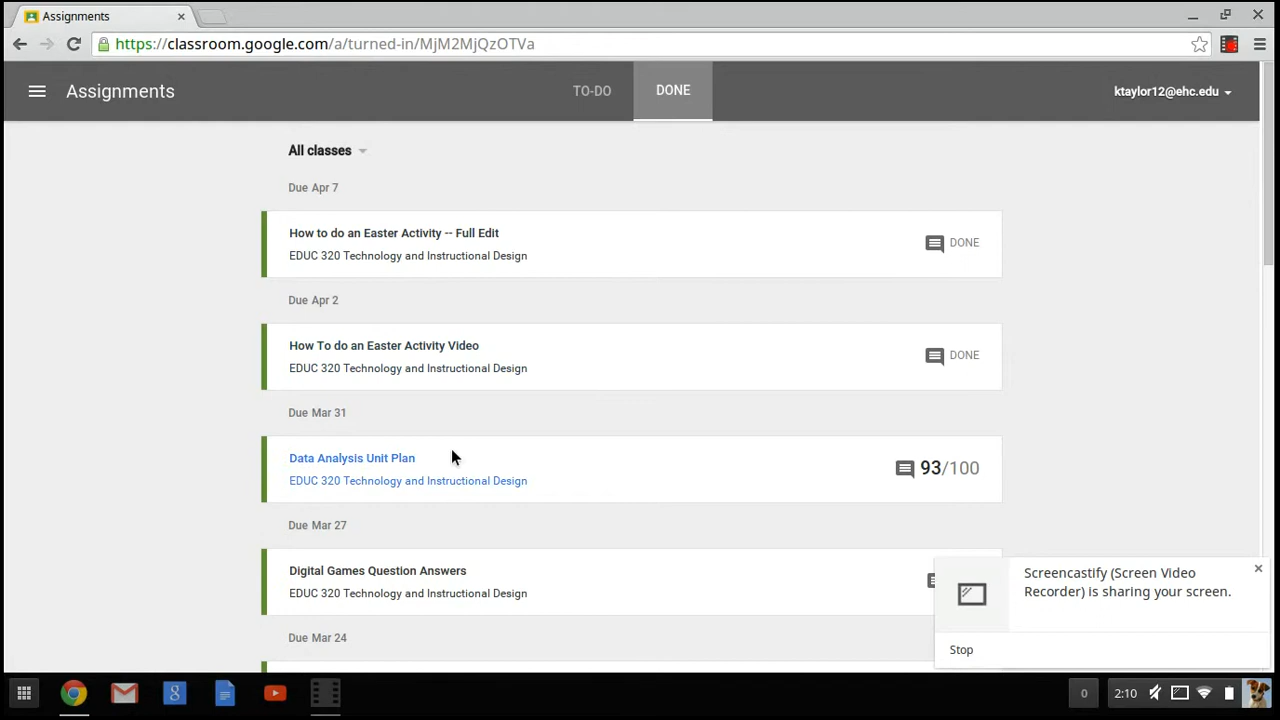 Assignments
https://classroom.google.com/a/turned-in/MjM2MjQzOTVa
Assignments
TO-DO
DONE
ktaylor12@ehc.edu
All classes
Due Apr 7
How to do an Easter Activity -- Full Edit
DONE
EDUC 320 Technology and Instructional Design
Due Apr 2
How To do an Easter Activity Video
DONE
EDUC 320 Technology and Instructional Design
Due Mar 31
Data Analysis Unit Plan
93/100
EDUC 320 Technology and Instructional Design
Due Mar 27
Digital Games Question Answers
EDUC 320 Technology and Instructional Design
Due Mar 24
Screencastify (Screen Video
Recorder) is sharing your screen.
Stop
0
2:10